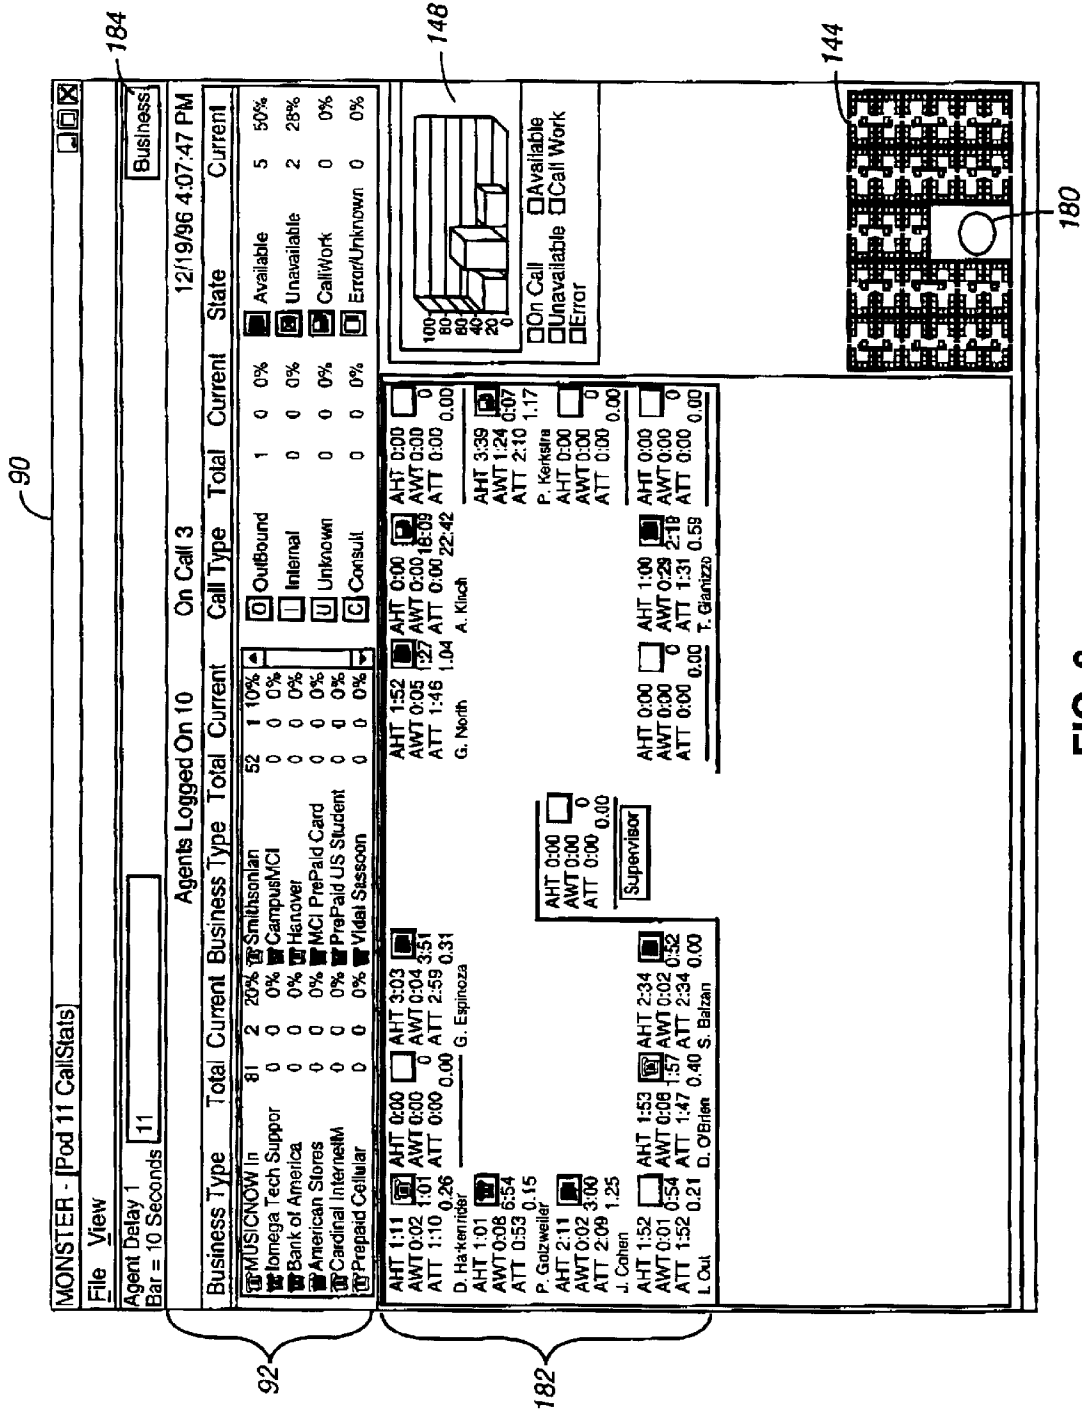 90
MONSTER - [Pod 11 CallStats]
File View
Agent Delay 1
Bar = 10 Seconds 11
Business
184
Agents Logged On 10 On Call 3 12/19/96 4:07:47 PM
Business Type Total Current Business Type Total Current Call Type Total Current State Current
MUSICNOW In 81 2 20% Smithsonian 52 1 10% O OutBound 1 0 0% Available 5 50%
Iomega Tech Suppor 0 0 0% CampusMCI 0 0 0% I Internal 0 0 0% Unavailable 2 28%
Bank of America 0 0 0% Hanover 0 0 0% U Unknown 0 0 0% CallWork 0 0%
American Stores 0 0 0% MCI PrePaid Card 0 0 0% C Consult 0 0 0% Error/Unknown 0 0%
Cardinal InternetM 0 0 0% PrePaid US Student 0 0 0%
Prepaid Cellular 0 0 0% Vidal Sassoon 0 0 0%
92
AHT 1:11
AWT 0:02 1:01
ATT 1:10 0.26
D. Harkenrider
AHT 0:00
AWT 0:00 0
ATT 0:00 0.00
AHT 3:03
AWT 0:04 3:51
ATT 2:59 0.31
G. Espinoza
AHT 1:52
AWT 0:05 1:27
ATT 1:46 1.04
G. North
AHT 0:00
AWT 0:00 18:09
ATT 0:00 22:42
A. Kinch
AHT 0:00
AWT 0:00 0
ATT 0:00 0.00
AHT 1:01
AWT 0:08 6:54
ATT 0:53 0.15
P. Golzweiler
AHT 3:39
AWT 1:24 0:07
ATT 2:10 1.17
P. Kerkstra
AHT 2:11
AWT 0:02 3:00
ATT 2:09 1.25
J. Cohen
AHT 0:00
AWT 0:00 0
ATT 0:00 0.00
Supervisor
AHT 0:00
AWT 0:00 0
ATT 0:00 0.00
AHT 1:52
AWT 0:01 0:54
ATT 1:52 0.21
I. Out
AHT 1:53
AWT 0:06 1:57
ATT 1:47 0.40
D. O'Brien
AHT 2:34
AWT 0:02 0:52
ATT 2:34 0.00
S. Balzan
AHT 0:00
AWT 0:00 0
ATT 0:00 0.00
AHT 1:00
AWT 0:29 2:18
ATT 1:31 0.59
T. Gianizzo
AHT 0:00
AWT 0:00 0
ATT 0:00 0.00
182
100
80
60
40
20
0
On Call Available
Unavailable Call Work
Error
148
144
180